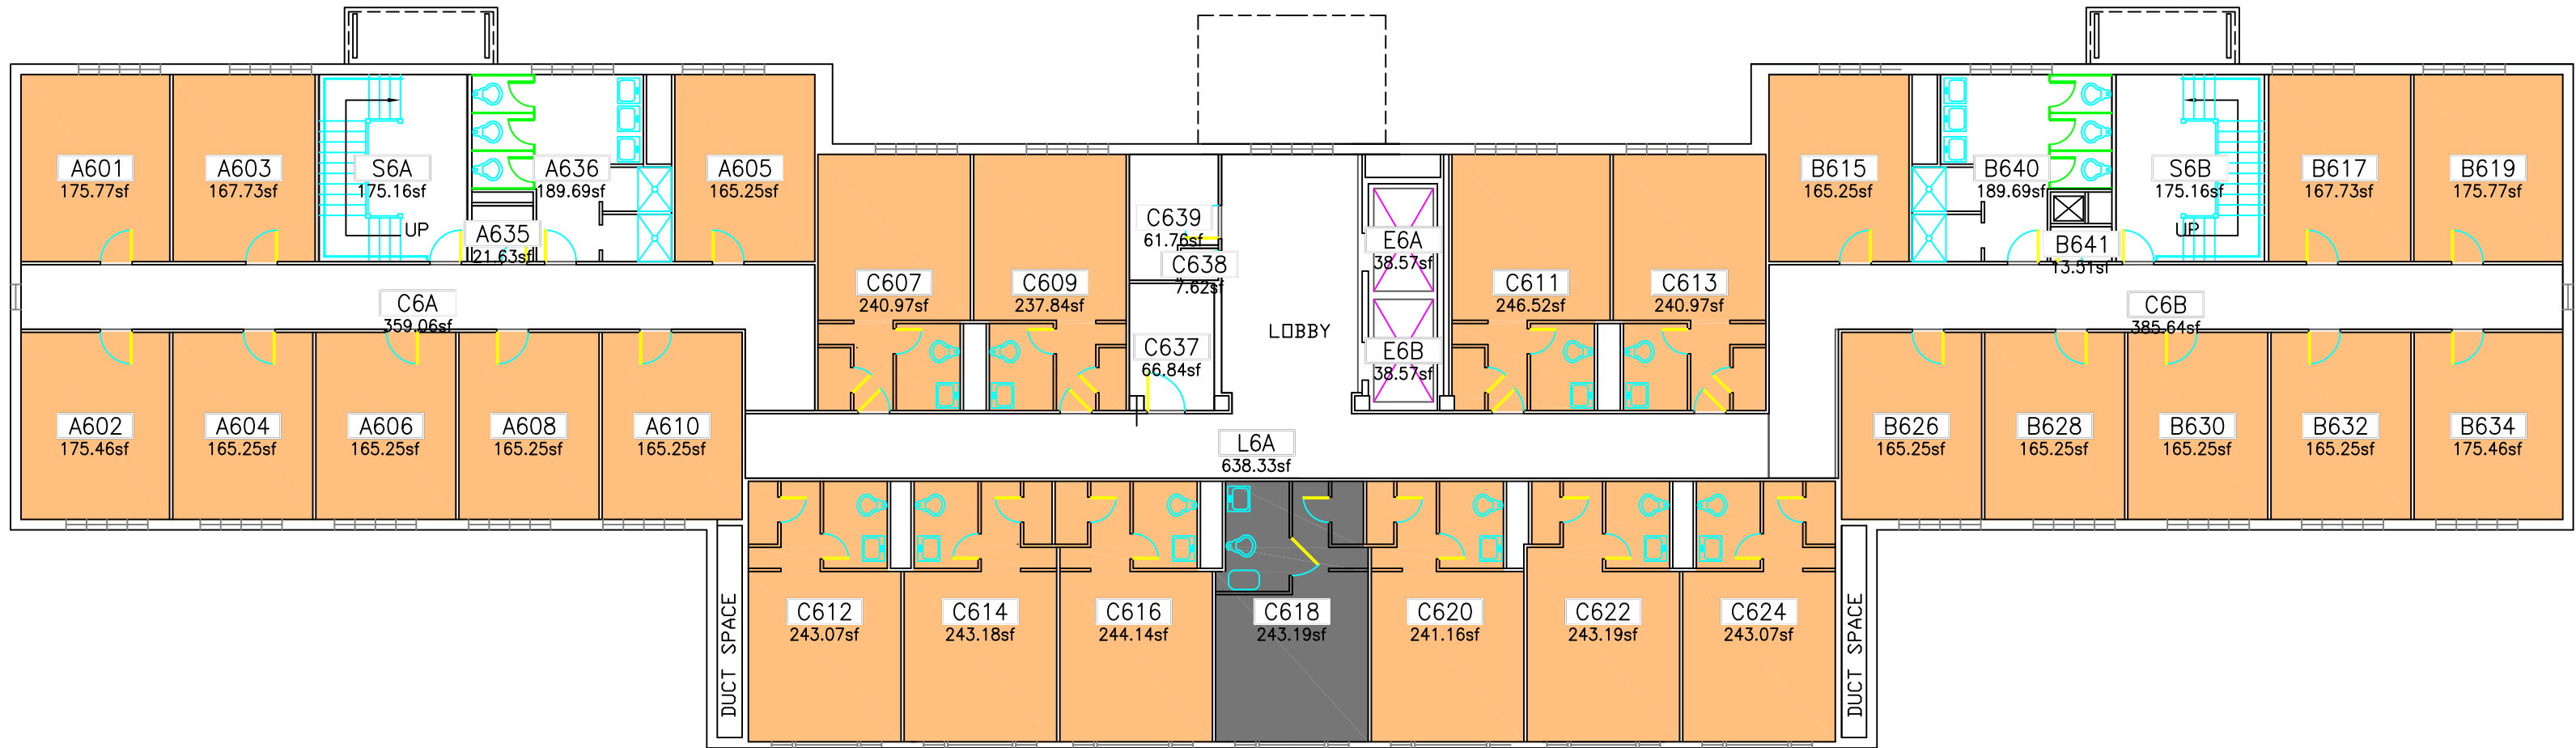 A601
175.77sf
A603
167.73sf
S6A
175.16sf
UP
A636
189.69sf
A635
21.63sf
A605
165.25sf
C607
240.97sf
C609
237.84sf
C639
61.76sf
C638
7.62sf
C637
66.84sf
LOBBY
E6A
38.57sf
E6B
38.57sf
C611
246.52sf
C613
240.97sf
B615
165.25sf
B640
189.69sf
B641
13.51sf
S6B
175.16sf
UP
B617
167.73sf
B619
175.77sf
C6A
359.06sf
C6B
385.64sf
A602
175.46sf
A604
165.25sf
A606
165.25sf
A608
165.25sf
A610
165.25sf
L6A
638.33sf
B626
165.25sf
B628
165.25sf
B630
165.25sf
B632
165.25sf
B634
175.46sf
DUCT SPACE
C612
243.07sf
C614
243.18sf
C616
244.14sf
C618
243.19sf
C620
241.16sf
C622
243.19sf
C624
243.07sf
DUCT SPACE